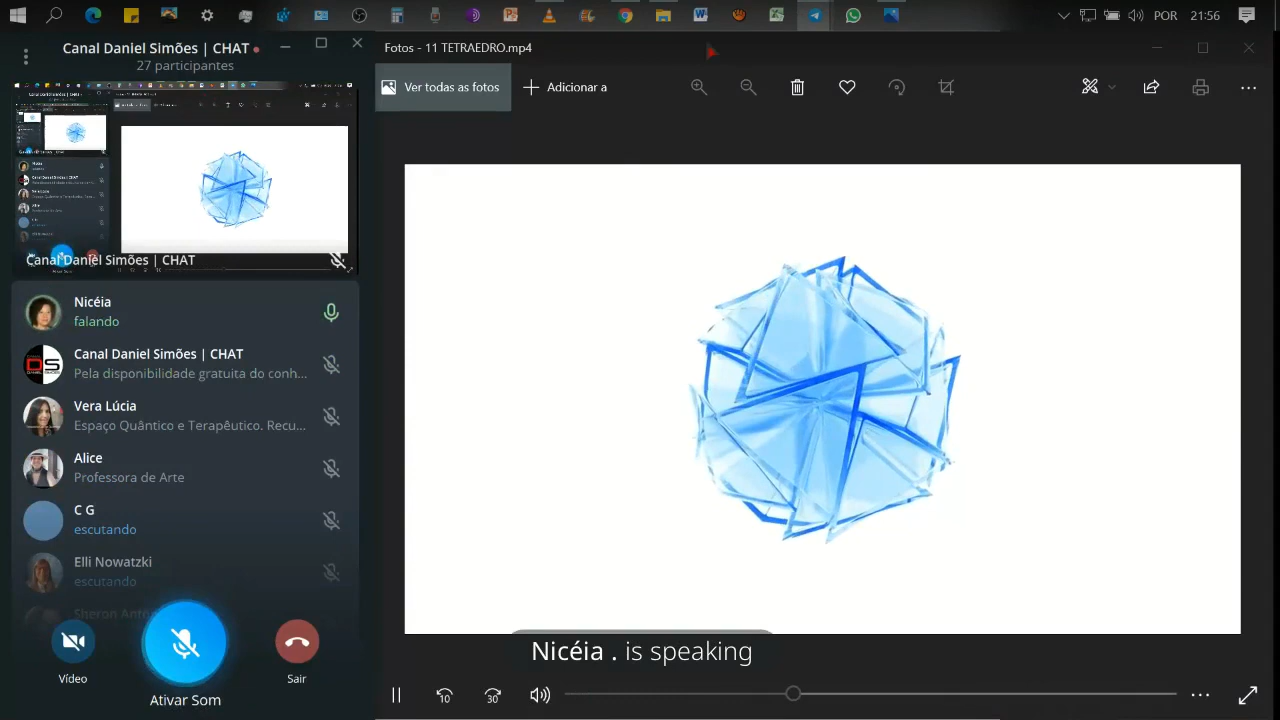 POR 21:56
Canal Daniel Simões | CHAT
27 participantes
Canal Daniel Simões | CHAT
Nicéia
falando
Canal Daniel Simões | CHAT
Pela disponibilidade gratuita do conh...
Vera Lúcia
Espaço Quântico e Terapêutico. Recu...
Alice
Professora de Arte
C G
escutando
Elli Nowatzki
escutando
Vídeo
Ativar Som
Sair
Fotos - 11 TETRAEDRO.mp4
Ver todas as fotos
Adicionar a
Nicéia . is speaking
10
30